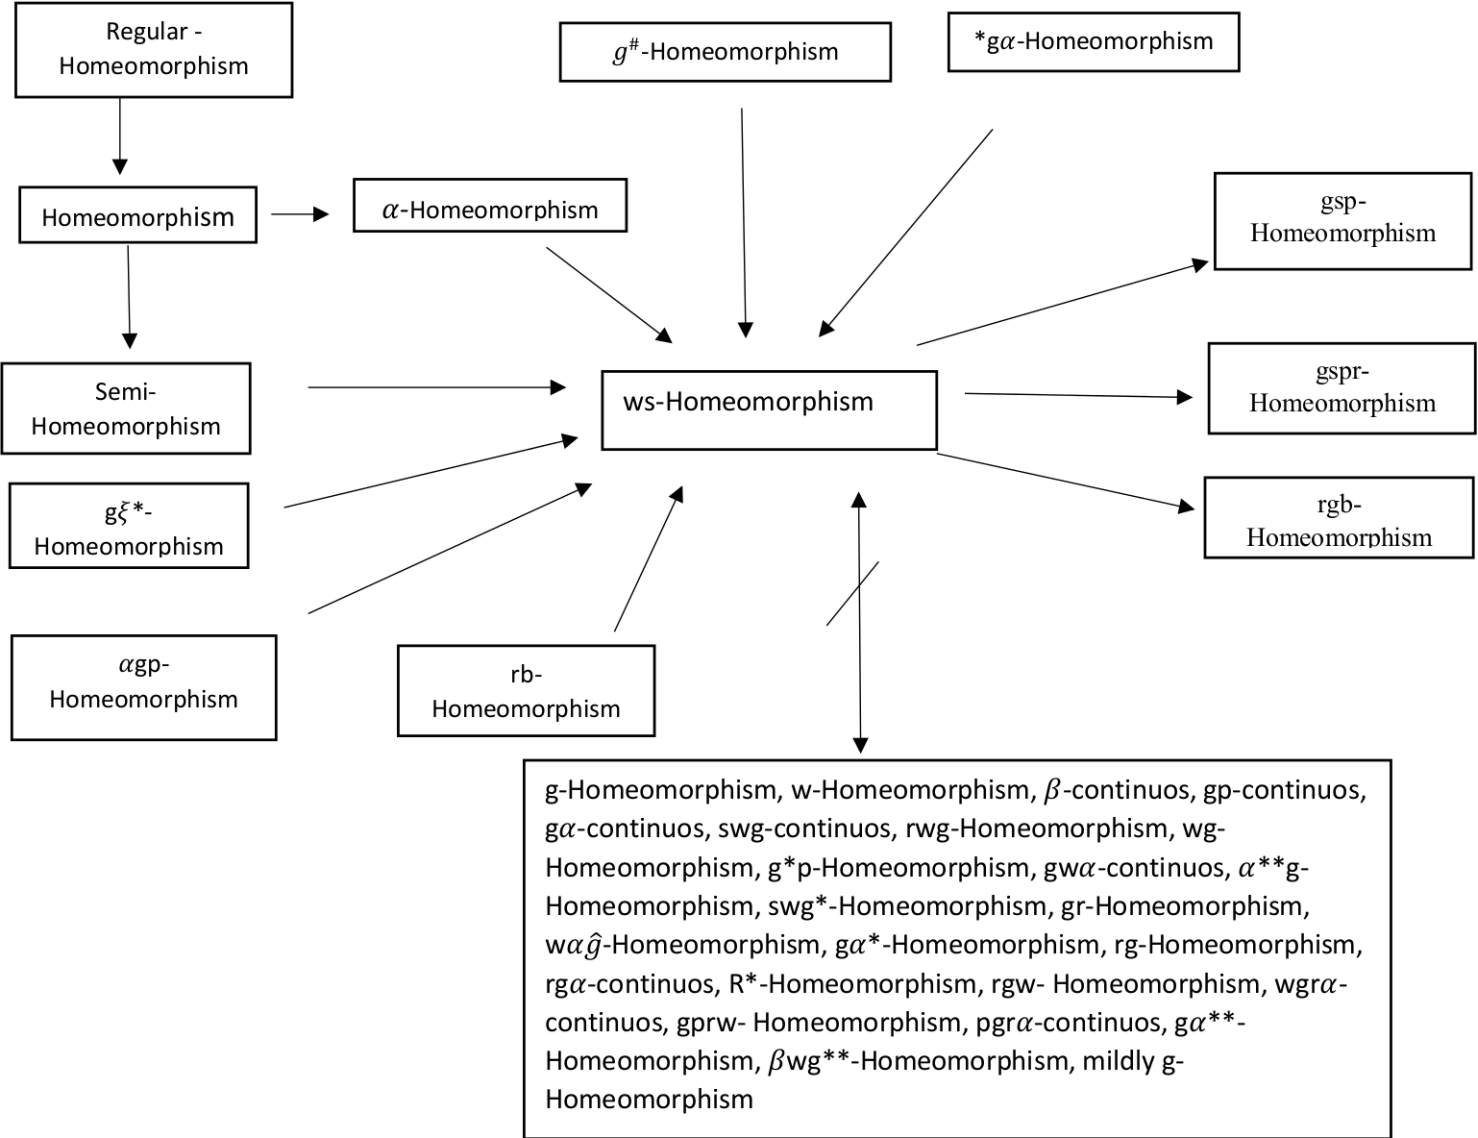 Regular -
Homeomorphism
g#-Homeomorphism
*gα-Homeomorphism
Homeomorphism
α-Homeomorphism
gsp-
Homeomorphism
Semi-
Homeomorphism
ws-Homeomorphism
gspr-
Homeomorphism
gξ*-
Homeomorphism
rgb-
Homeomorphism
αgp-
Homeomorphism
rb-
Homeomorphism
g-Homeomorphism, w-Homeomorphism, β-continuos, gp-continuos,
gα-continuos, swg-continuos, rwg-Homeomorphism, wg-
Homeomorphism, g*p-Homeomorphism, gwα-continuos, α**g-
Homeomorphism, swg*-Homeomorphism, gr-Homeomorphism,
wαĝ-Homeomorphism, gα*-Homeomorphism, rg-Homeomorphism,
rgα-continuos, R*-Homeomorphism, rgw- Homeomorphism, wgrα-
continuos, gprw- Homeomorphism, pgrα-continuos, gα**-
Homeomorphism, βwg**-Homeomorphism, mildly g-
Homeomorphism